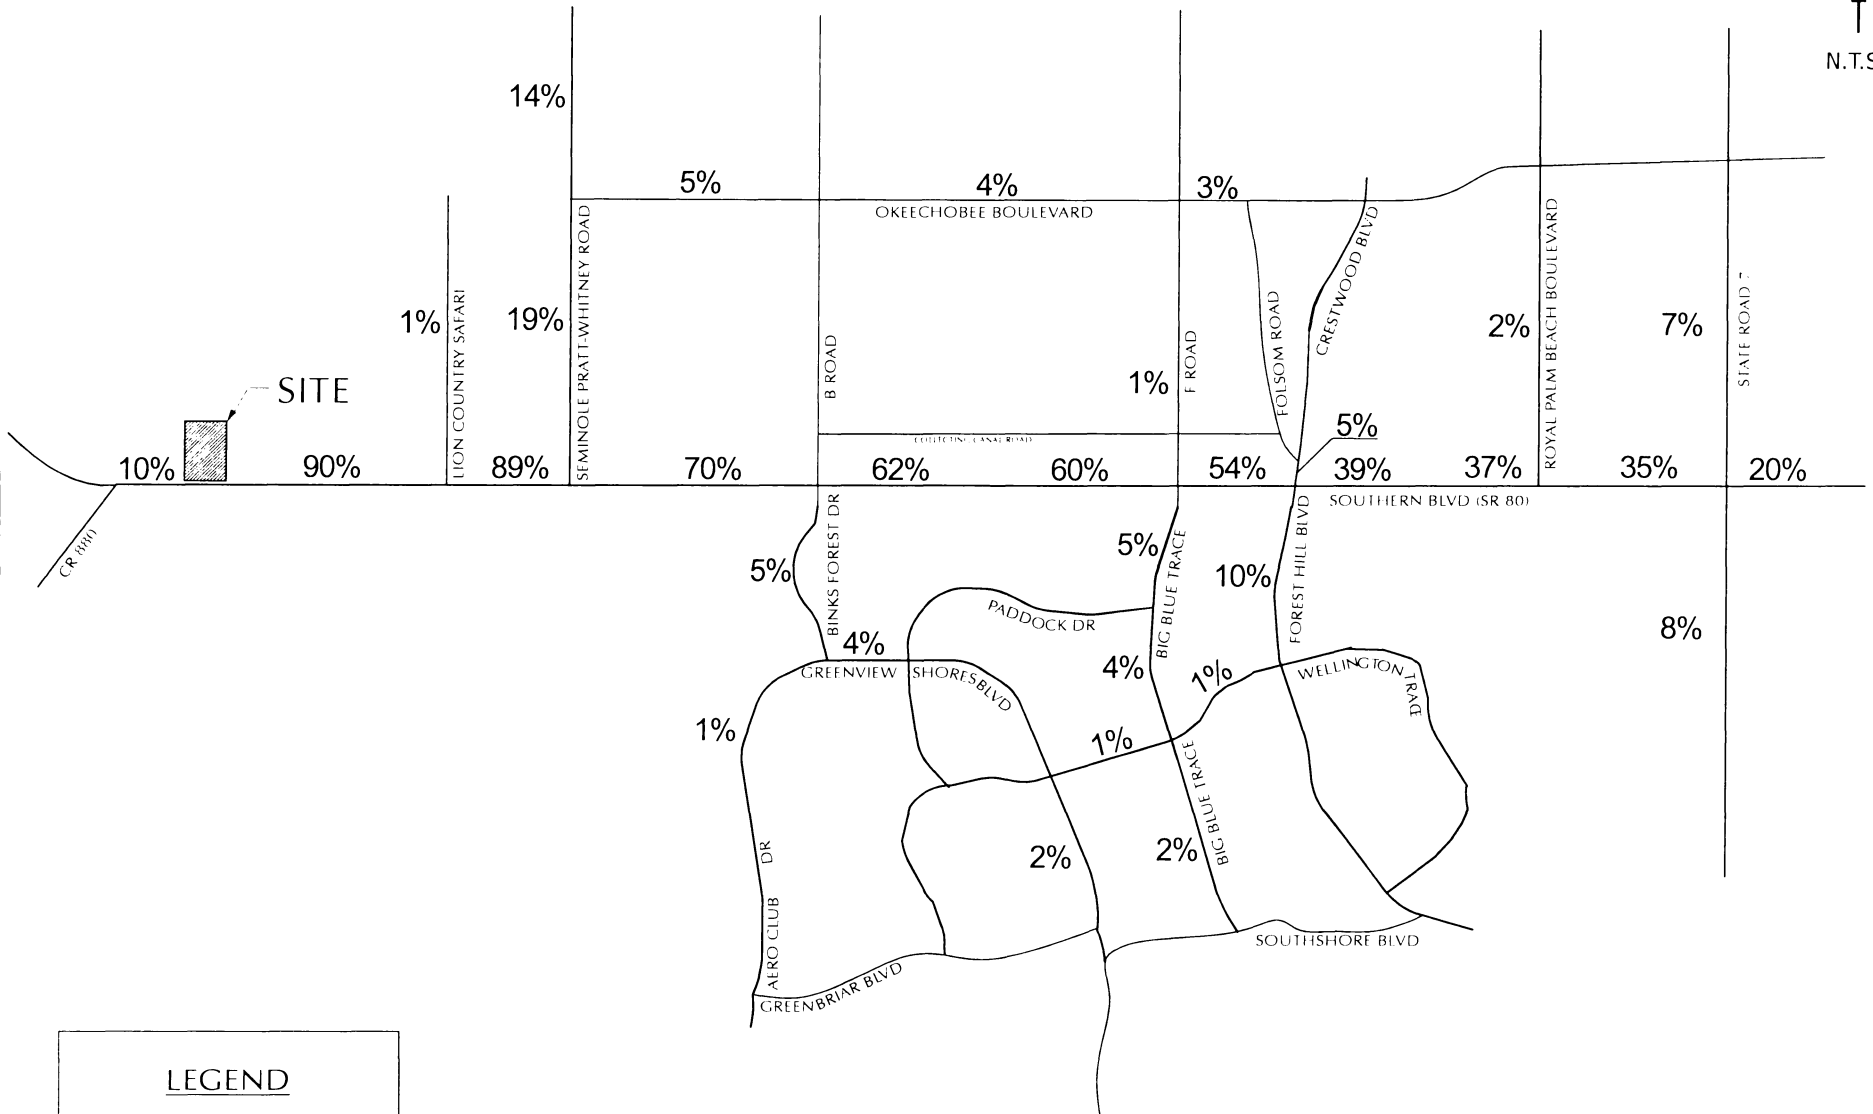 N.T.S
14%
5%
4%
3%
OKEECHOBEE BOULEVARD
SEMINOLE PRATT-WHITNEY ROAD
CRESTWOOD BLVD
ROYAL PALM BEACH BOULEVARD
1%
LION COUNTRY SAFARI
19%
B ROAD
1%
F ROAD
FOLSOM ROAD
2%
7%
STATE ROAD 7
SITE
5%
10%
90%
89%
70%
62%
60%
54%
39%
37%
35%
20%
SOUTHERN BLVD (SR 80)
CR 880
BINKS FOREST DR
5%
5%
BIG BLUE TRACE
10%
FOREST HILL BLVD
PADDOCK DR
8%
4%
GREENVIEW SHORES BLVD
4%
1%
WELLINGTON TRACE
1%
1%
BIG BLUE TRACE
2%
2%
AERO CLUB DR
SOUTHSHORE BLVD
GREENBRIAR BLVD
LEGEND